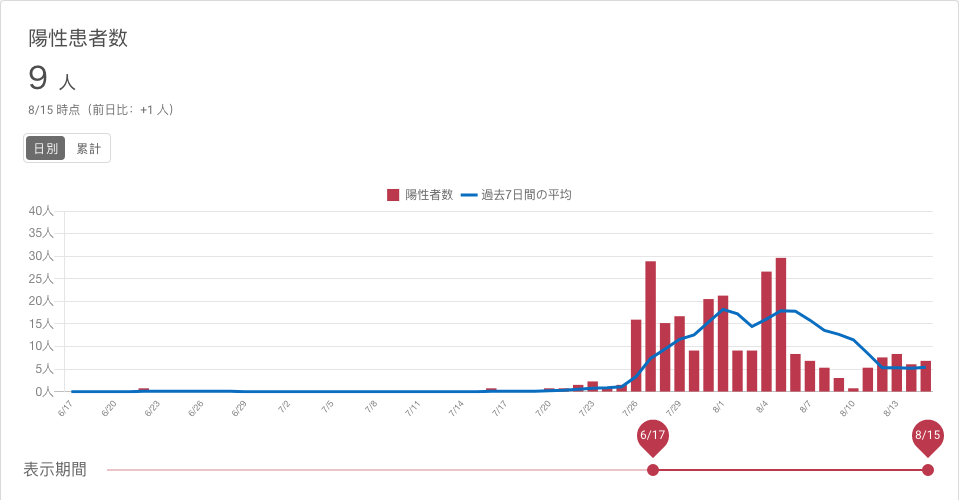 陽性患者数
9 人
8/15 時点（前日比：+1 人）
日別 累計
陽性者数 過去7日間の平均
40人
35人
30人
25人
20人
15人
10人
5人
0人
6/17 6/20 6/23 6/26 6/29 7/2 7/5 7/8 7/11 7/14 7/17 7/20 7/23 7/26 7/29 8/1 8/4 8/7 8/10 8/13
6/17 8/15
表示期間